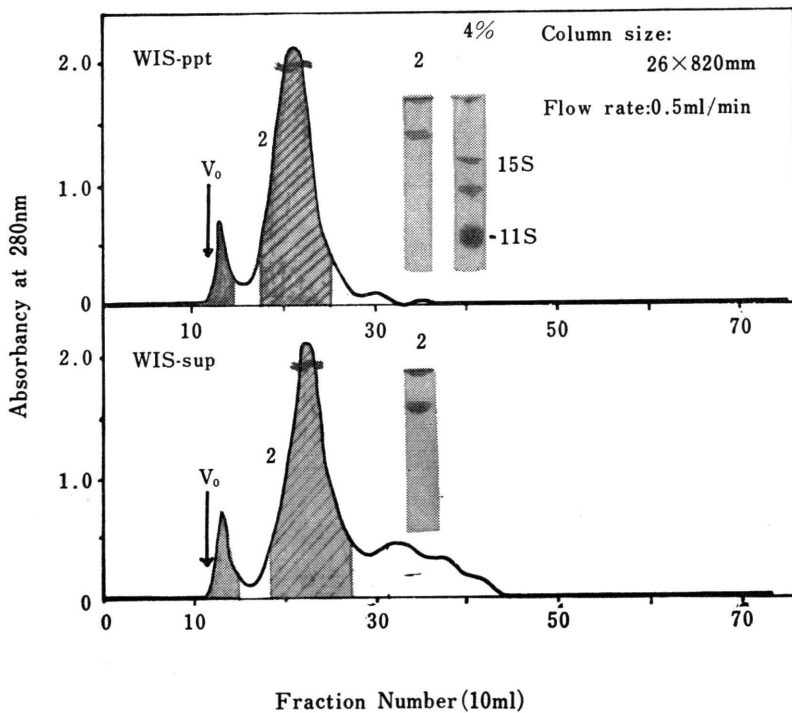 4% Column size:
WIS-ppt 2 26×820mm
2.0
Flow rate:0.5ml/min
2
V₀ 15S
1.0
-11S
0
10 30 50 70
WIS-sup 2
2.0
2
V₀
1.0
0
0 10 30 50 70
Absorbancy at 280nm
Fraction Number(10ml)